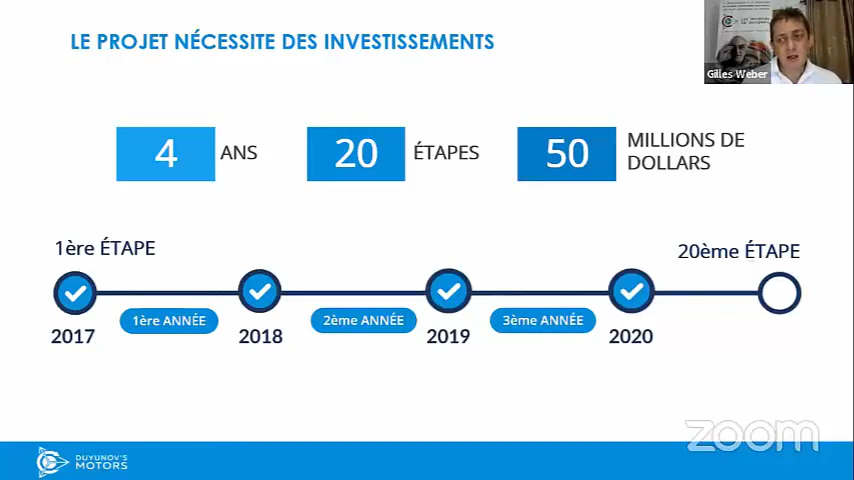 LE PROJET NÉCESSITE DES INVESTISSEMENTS
Gilles Weber
4 ANS
20 ÉTAPES
50 MILLIONS DE
DOLLARS
1ère ÉTAPE
20ème ÉTAPE
1ère ANNÉE
2ème ANNÉE
3ème ANNÉE
2017
2018
2019
2020
zoom
DUYUNOV'S
MOTORS